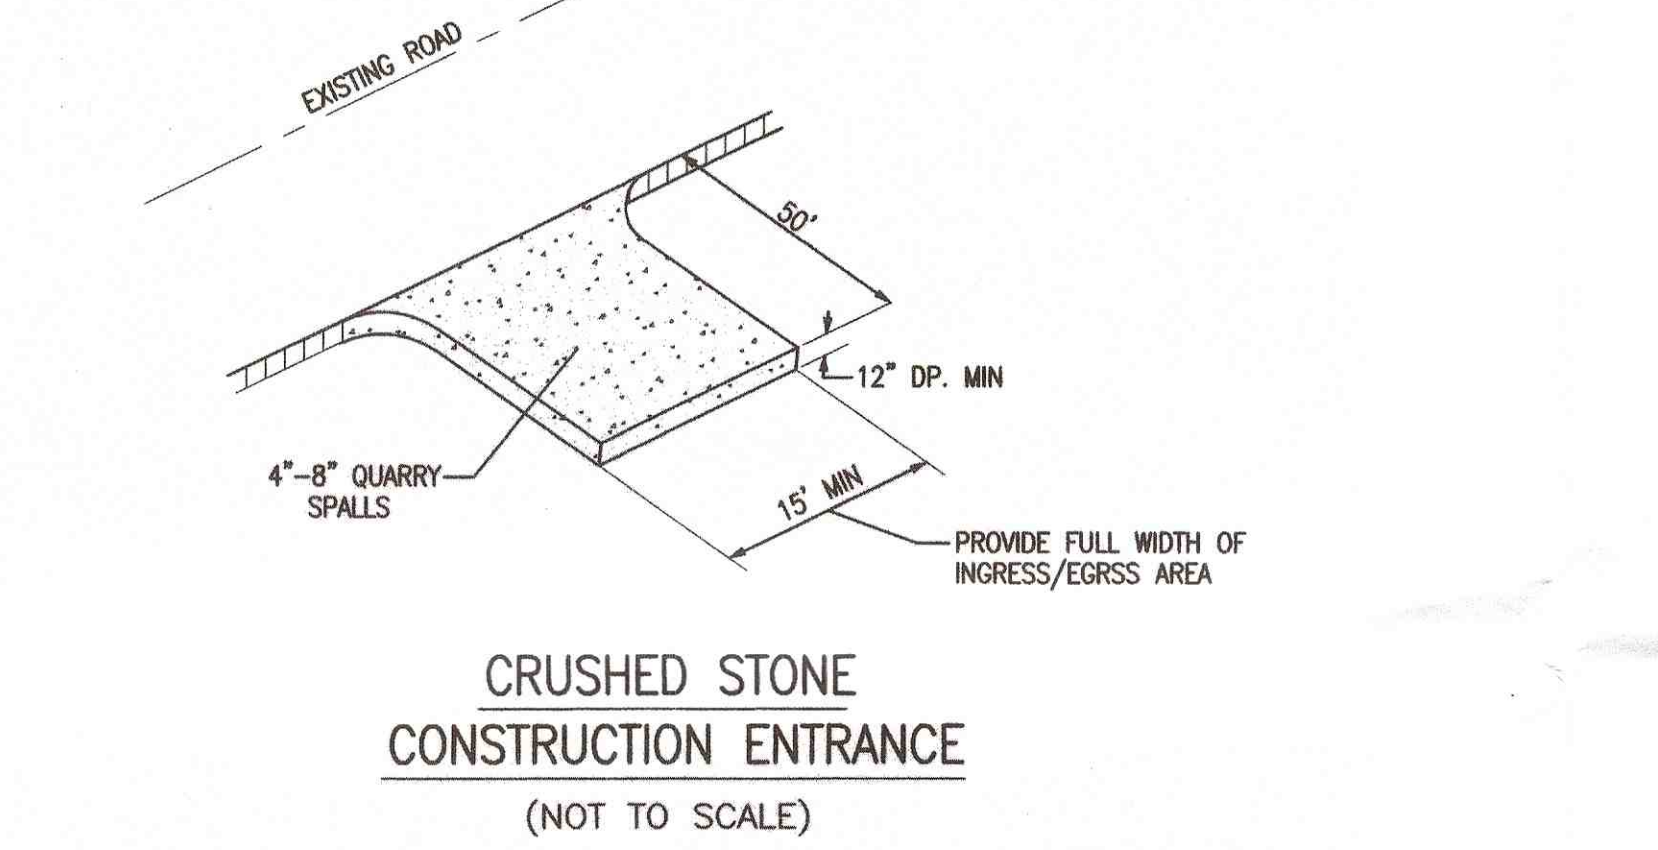 EXISTING ROAD
50'
12" DP. MIN
4"-8" QUARRY
SPALLS
15' MIN
PROVIDE FULL WIDTH OF
INGRESS/EGRSS AREA
CRUSHED STONE
CONSTRUCTION ENTRANCE
(NOT TO SCALE)